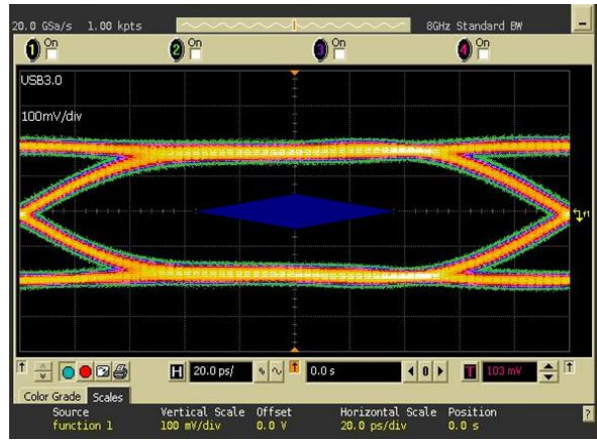 20.0 GSa/s 1.00 kpts 8GHz Standard BW
1 On 2 On 3 On 4 On
USB3.0
100mV/div
f1
H 20.0 ps/ 0.0 s 0 T 103 mV
Color Grade Scales
Source Vertical Scale Offset Horizontal Scale Position
function 1 100 mV/div 0.0 V 20.0 ps/div 0.0 s
?